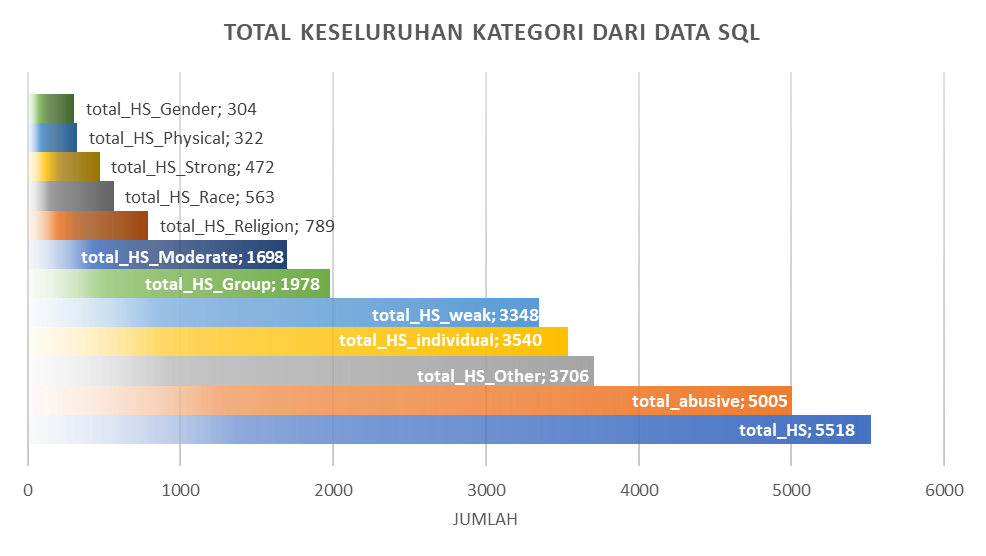 TOTAL KESELURUHAN KATEGORI DARI DATA SQL
total_HS_Gender; 304
total_HS_Physical; 322
total_HS_Strong; 472
total_HS_Race; 563
total_HS_Religion; 789
total_HS_Moderate; 1698
total_HS_Group; 1978
total_HS_weak; 3348
total_HS_individual; 3540
total_HS_Other; 3706
total_abusive; 5005
total_HS; 5518
0 1000 2000 3000 4000 5000 6000
JUMLAH